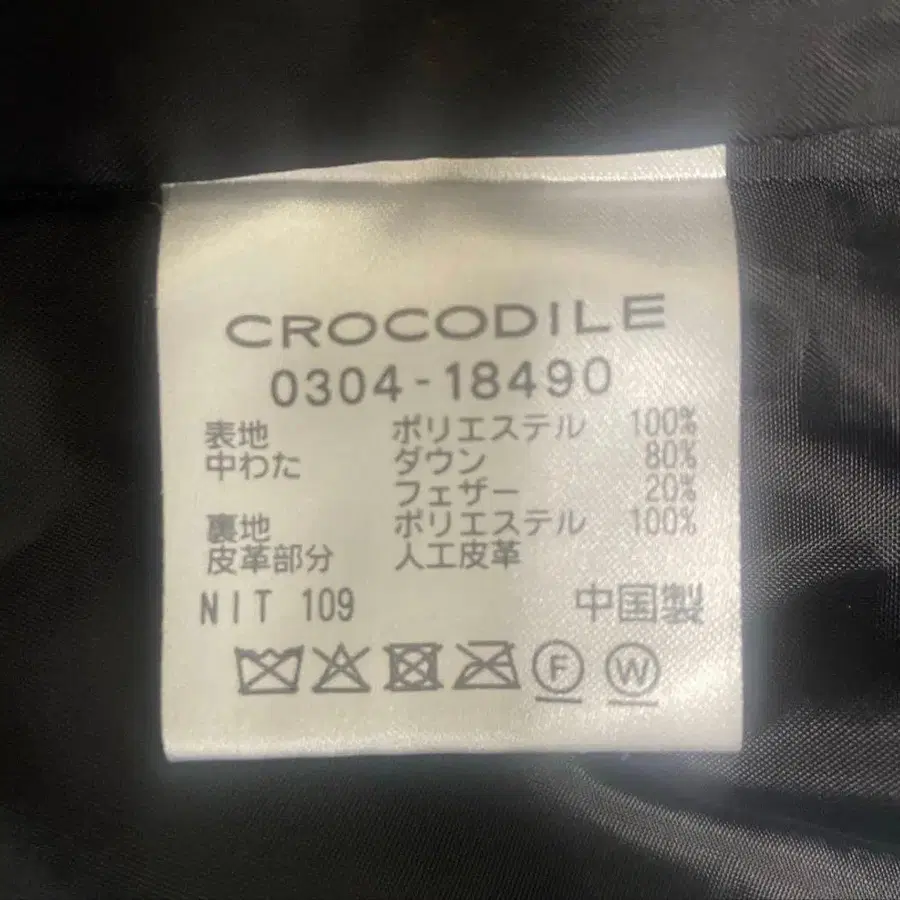 CROCODILE
0304-18490
表地 ポリエステル 100%
中わた ダウン 80%
フェザー 20%
裏地 ポリエステル 100%
皮革部分 人工皮革
NIT 109 中国製
F W